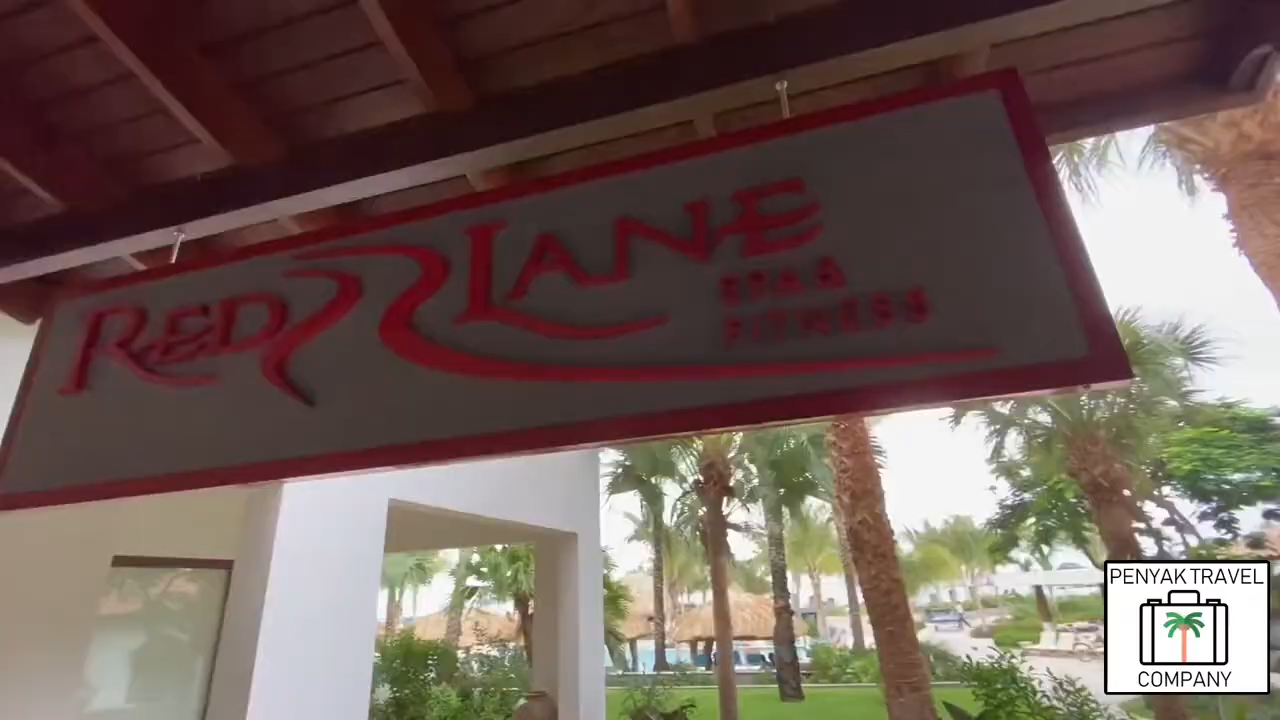 RED LANE
SPA &
FITNESS
PENYAK TRAVEL
COMPANY